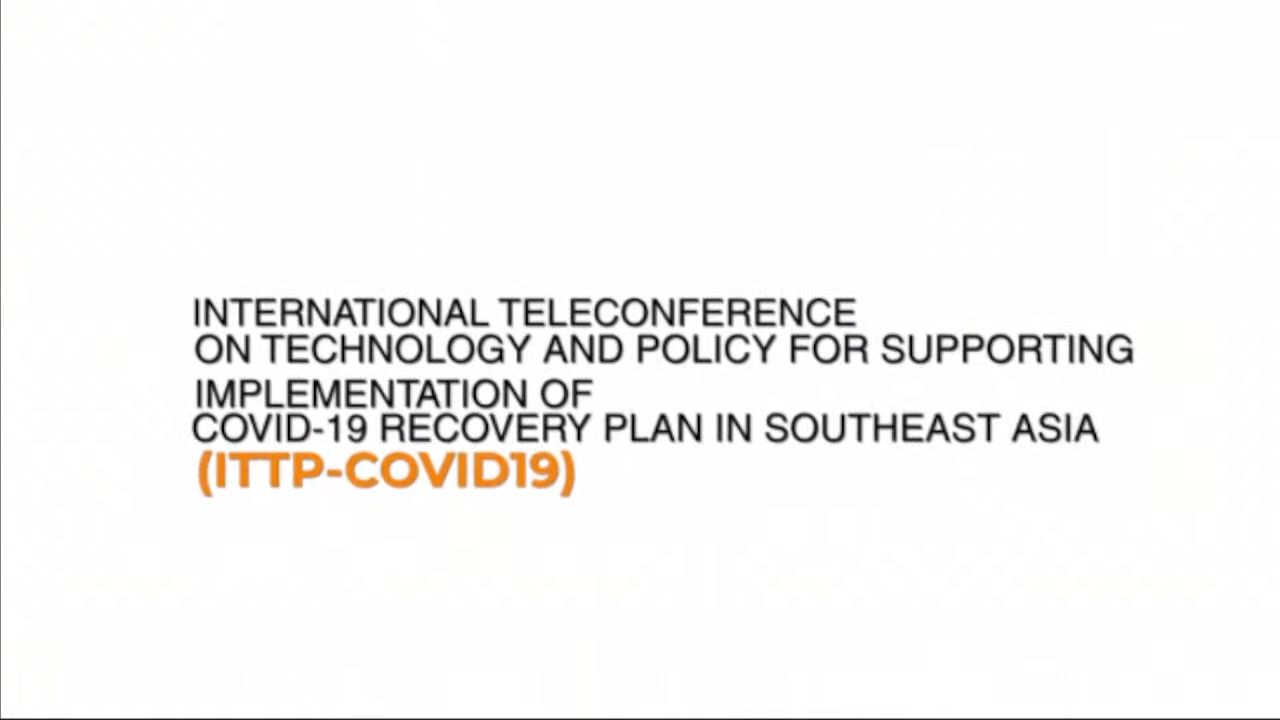 INTERNATIONAL TELECONFERENCE
ON TECHNOLOGY AND POLICY FOR SUPPORTING
IMPLEMENTATION OF
COVID-19 RECOVERY PLAN IN SOUTHEAST ASIA
(ITTP-COVID19)